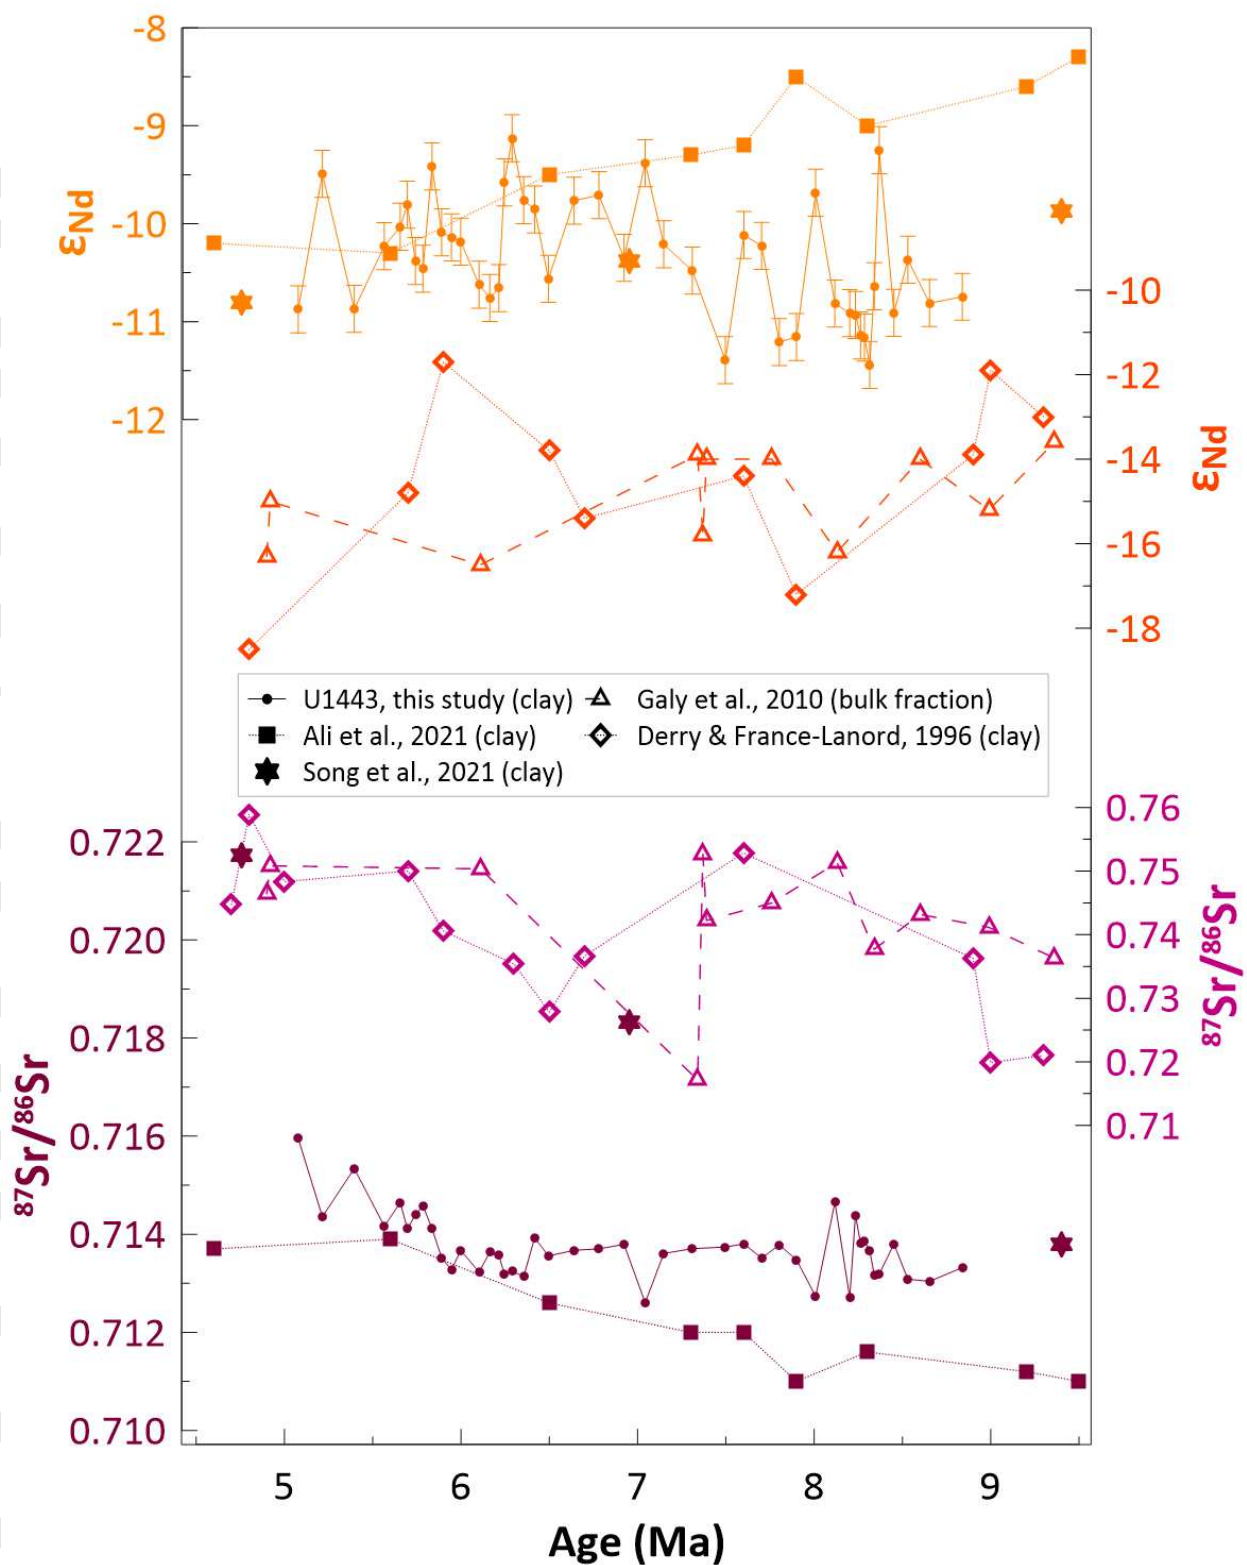 -8
-9
-10
-11
-12
εNd
-10
-12
-14
-16
-18
εNd
U1443, this study (clay)
Galy et al., 2010 (bulk fraction)
Ali et al., 2021 (clay)
Derry & France-Lanord, 1996 (clay)
Song et al., 2021 (clay)
0.76
0.75
0.74
0.73
0.72
0.71
87Sr/86Sr
0.722
0.720
0.718
0.716
0.714
0.712
0.710
87Sr/86Sr
5 6 7 8 9
Age (Ma)